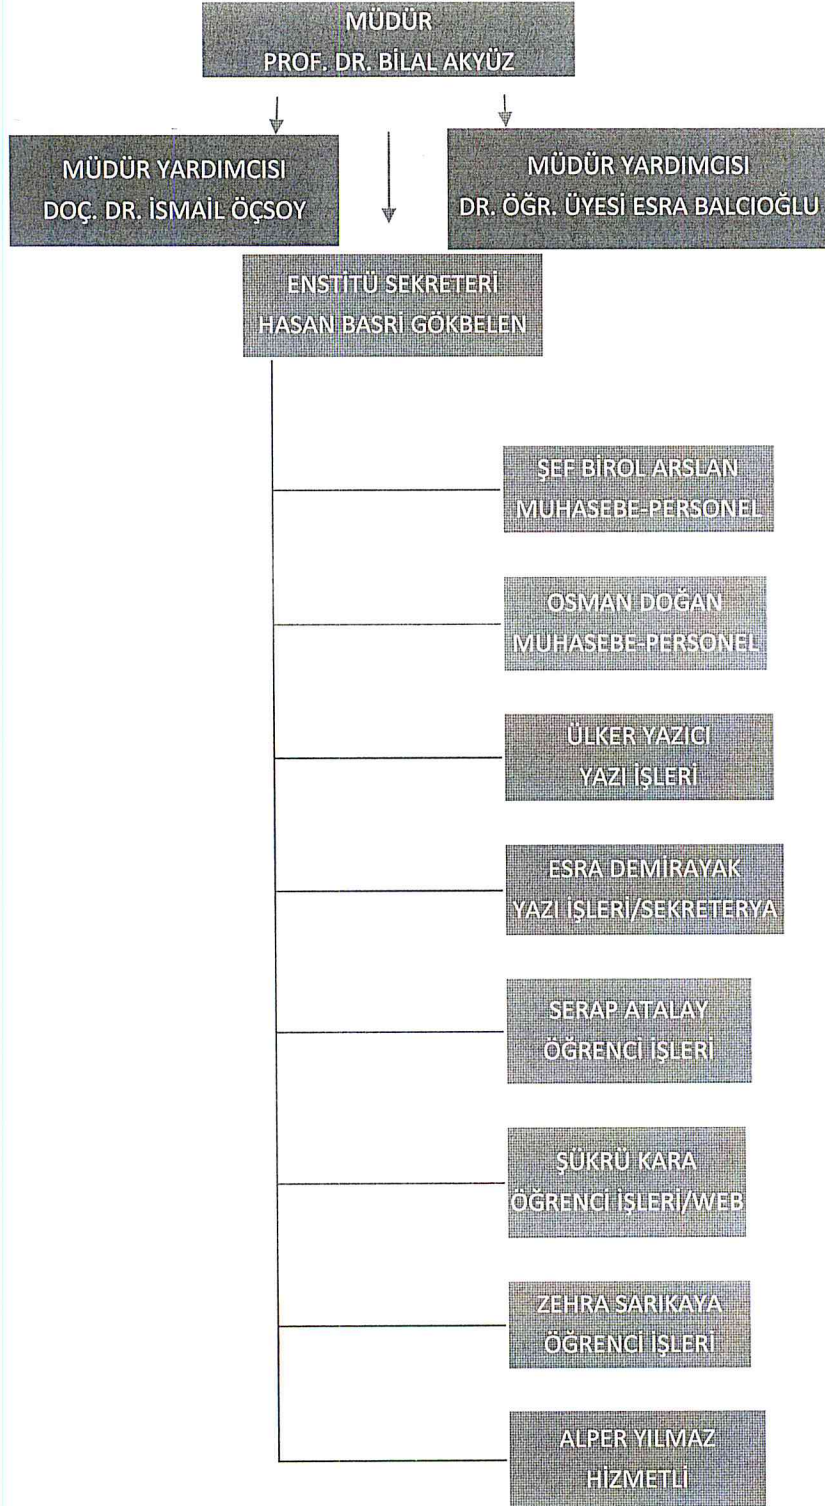 MÜDÜR
PROF. DR. BİLAL AKYÜZ
MÜDÜR YARDIMCISI
DOÇ. DR. İSMAİL ÖÇSOY
MÜDÜR YARDIMCISI
DR. ÖĞR. ÜYESİ ESRA BALCIOĞLU
ENSTİTÜ SEKRETERİ
HASAN BASRİ GÖKBELEN
ŞEF BİROL ARSLAN
MUHASEBE-PERSONEL
OSMAN DOĞAN
MUHASEBE-PERSONEL
ÜLKER YAZICI
YAZI İŞLERİ
ESRA DEMİRAYAK
YAZI İŞLERİ/SEKRETERYA
SERAP ATALAY
ÖĞRENCİ İŞLERİ
ŞÜKRÜ KARA
ÖĞRENCİ İŞLERİ/WEB
ZEHRA SARIKAYA
ÖĞRENCİ İŞLERİ
ALPER YILMAZ
HİZMETLİ